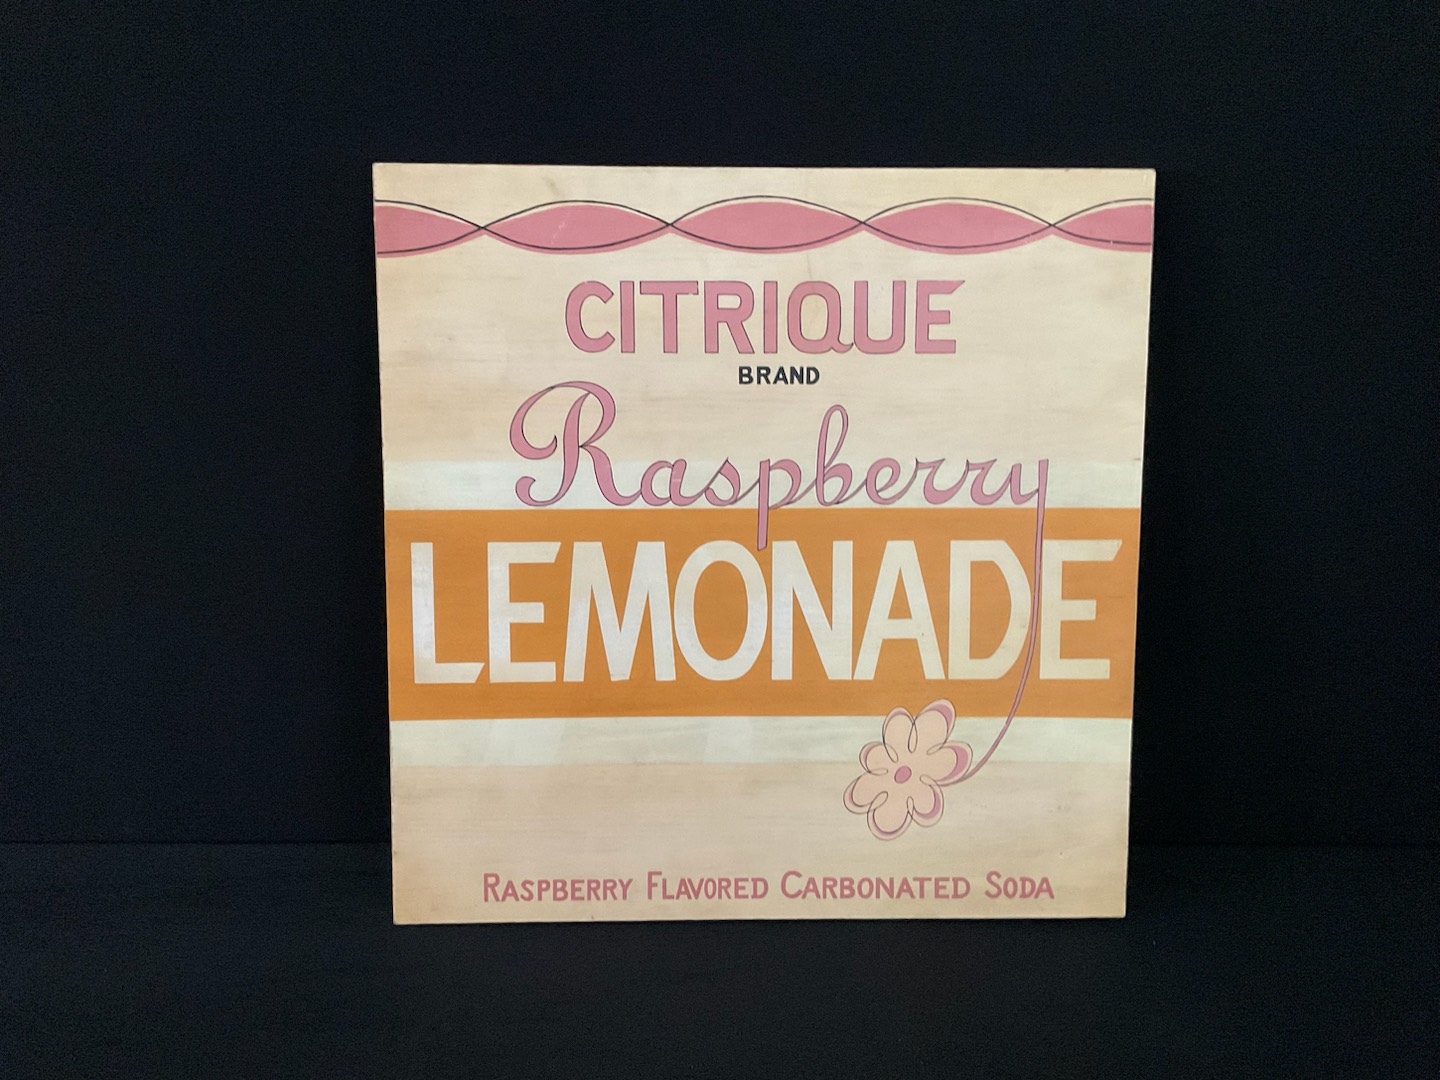 CITRIQUE
BRAND
Raspberry
LEMONADE
RASPBERRY FLAVORED CARBONATED SODA